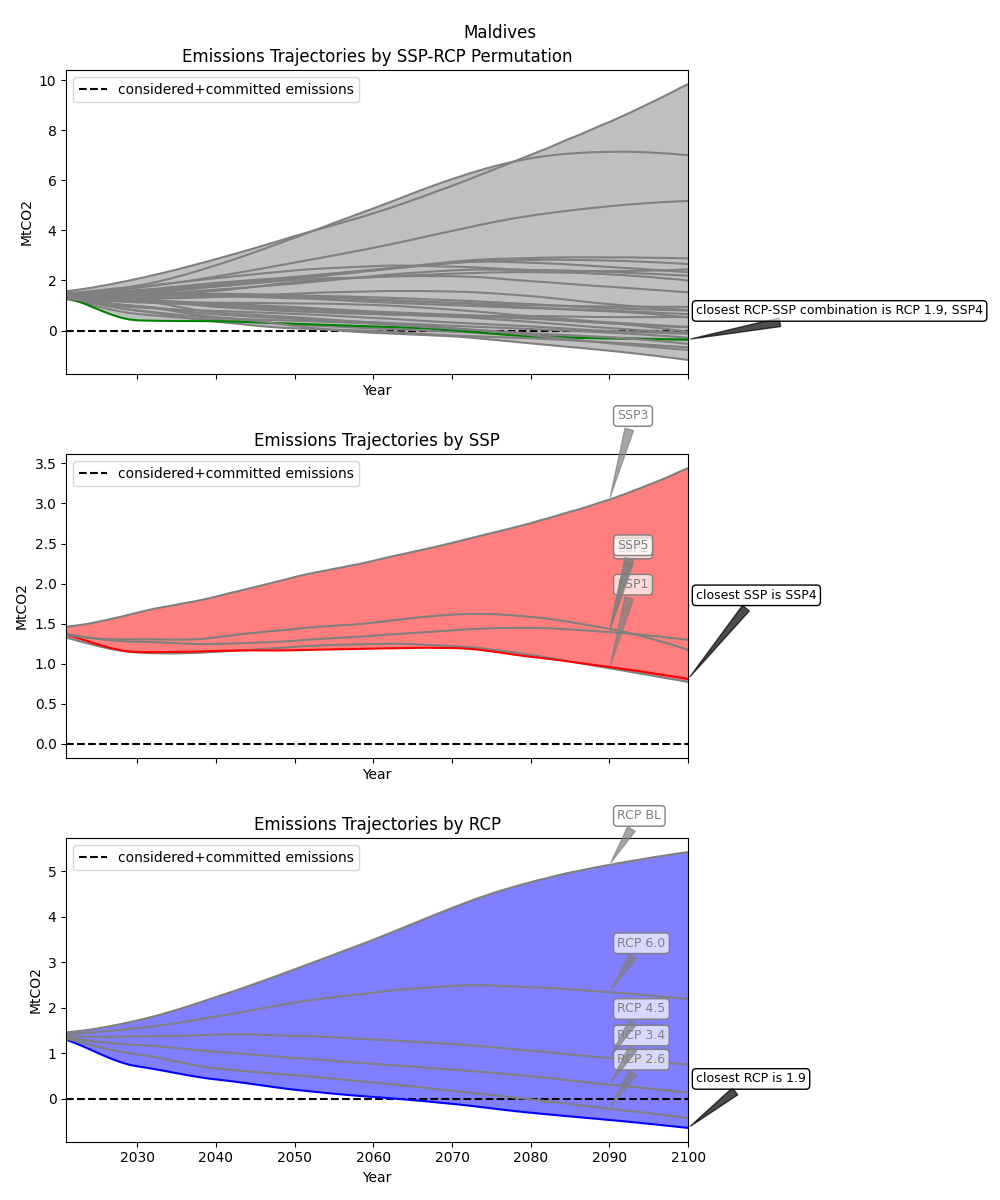 Maldives
Emissions Trajectories by SSP-RCP Permutation
considered+committed emissions
10
8
6
4
2
0
MtCO2
closest RCP-SSP combination is RCP 1.9, SSP4
Year
SSP3
Emissions Trajectories by SSP
considered+committed emissions
3.5
3.0
2.5
2.0
1.5
1.0
0.5
0.0
MtCO2
SSP5
SSP1
closest SSP is SSP4
Year
RCP BL
Emissions Trajectories by RCP
considered+committed emissions
5
4
3
2
1
0
MtCO2
RCP 6.0
RCP 4.5
RCP 3.4
RCP 2.6
closest RCP is 1.9
2030 2040 2050 2060 2070 2080 2090 2100
Year